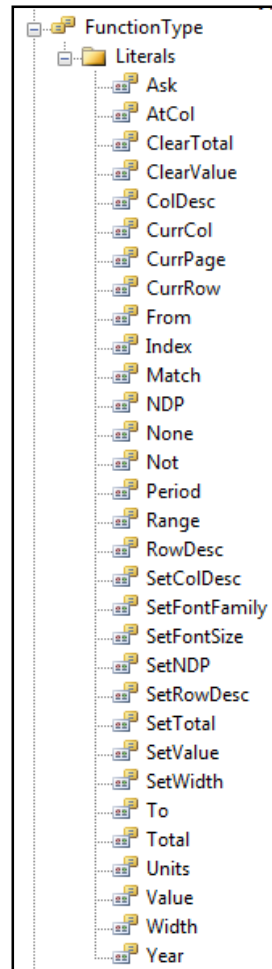 FunctionType
Literals
Ask
AtCol
ClearTotal
ClearValue
ColDesc
CurrCol
CurrPage
CurrRow
From
Index
Match
NDP
None
Not
Period
Range
RowDesc
SetColDesc
SetFontFamily
SetFontSize
SetNDP
SetRowDesc
SetTotal
SetValue
SetWidth
To
Total
Units
Value
Width
Year